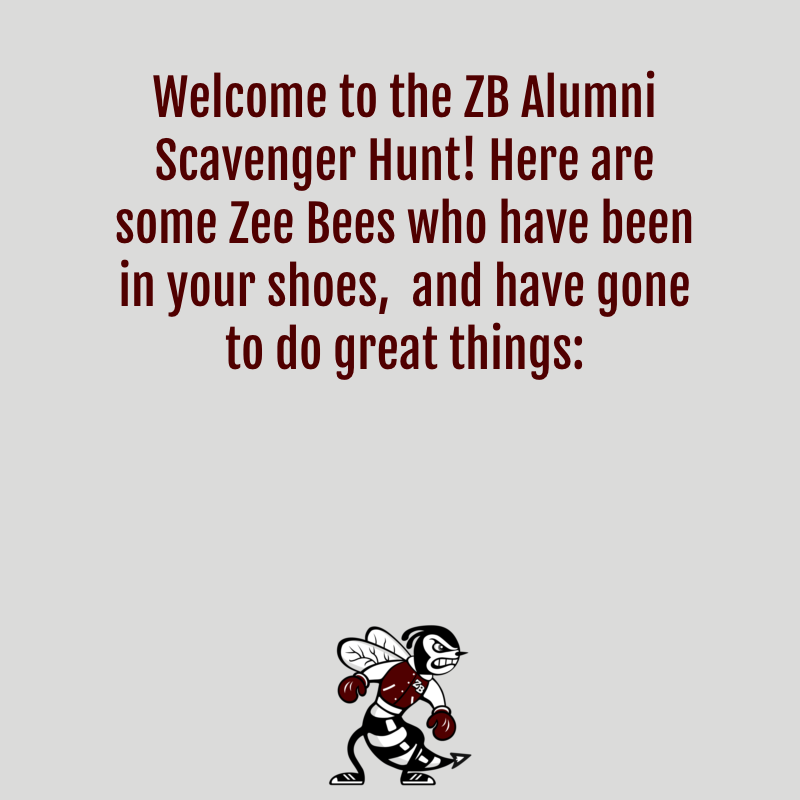 Welcome to the ZB Alumni
Scavenger Hunt! Here are
some Zee Bees who have been
in your shoes,  and have gone
to do great things:
ZB